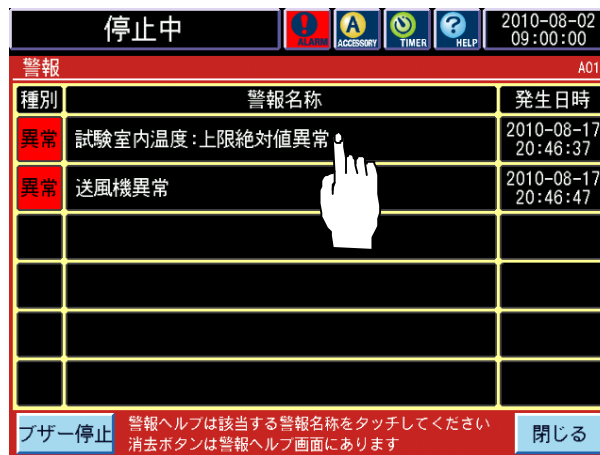 停止中
ALARM
A
ACCESSORY
TIMER
?
HELP
2010-08-02
09:00:00
警報
A01
種別
警報名称
発生日時
異常
試験室内温度:上限絶対値異常
2010-08-17
20:46:37
異常
送風機異常
2010-08-17
20:46:47
ブザー停止
警報ヘルプは該当する警報名称をタッチしてください
消去ボタンは警報ヘルプ画面にあります
閉じる